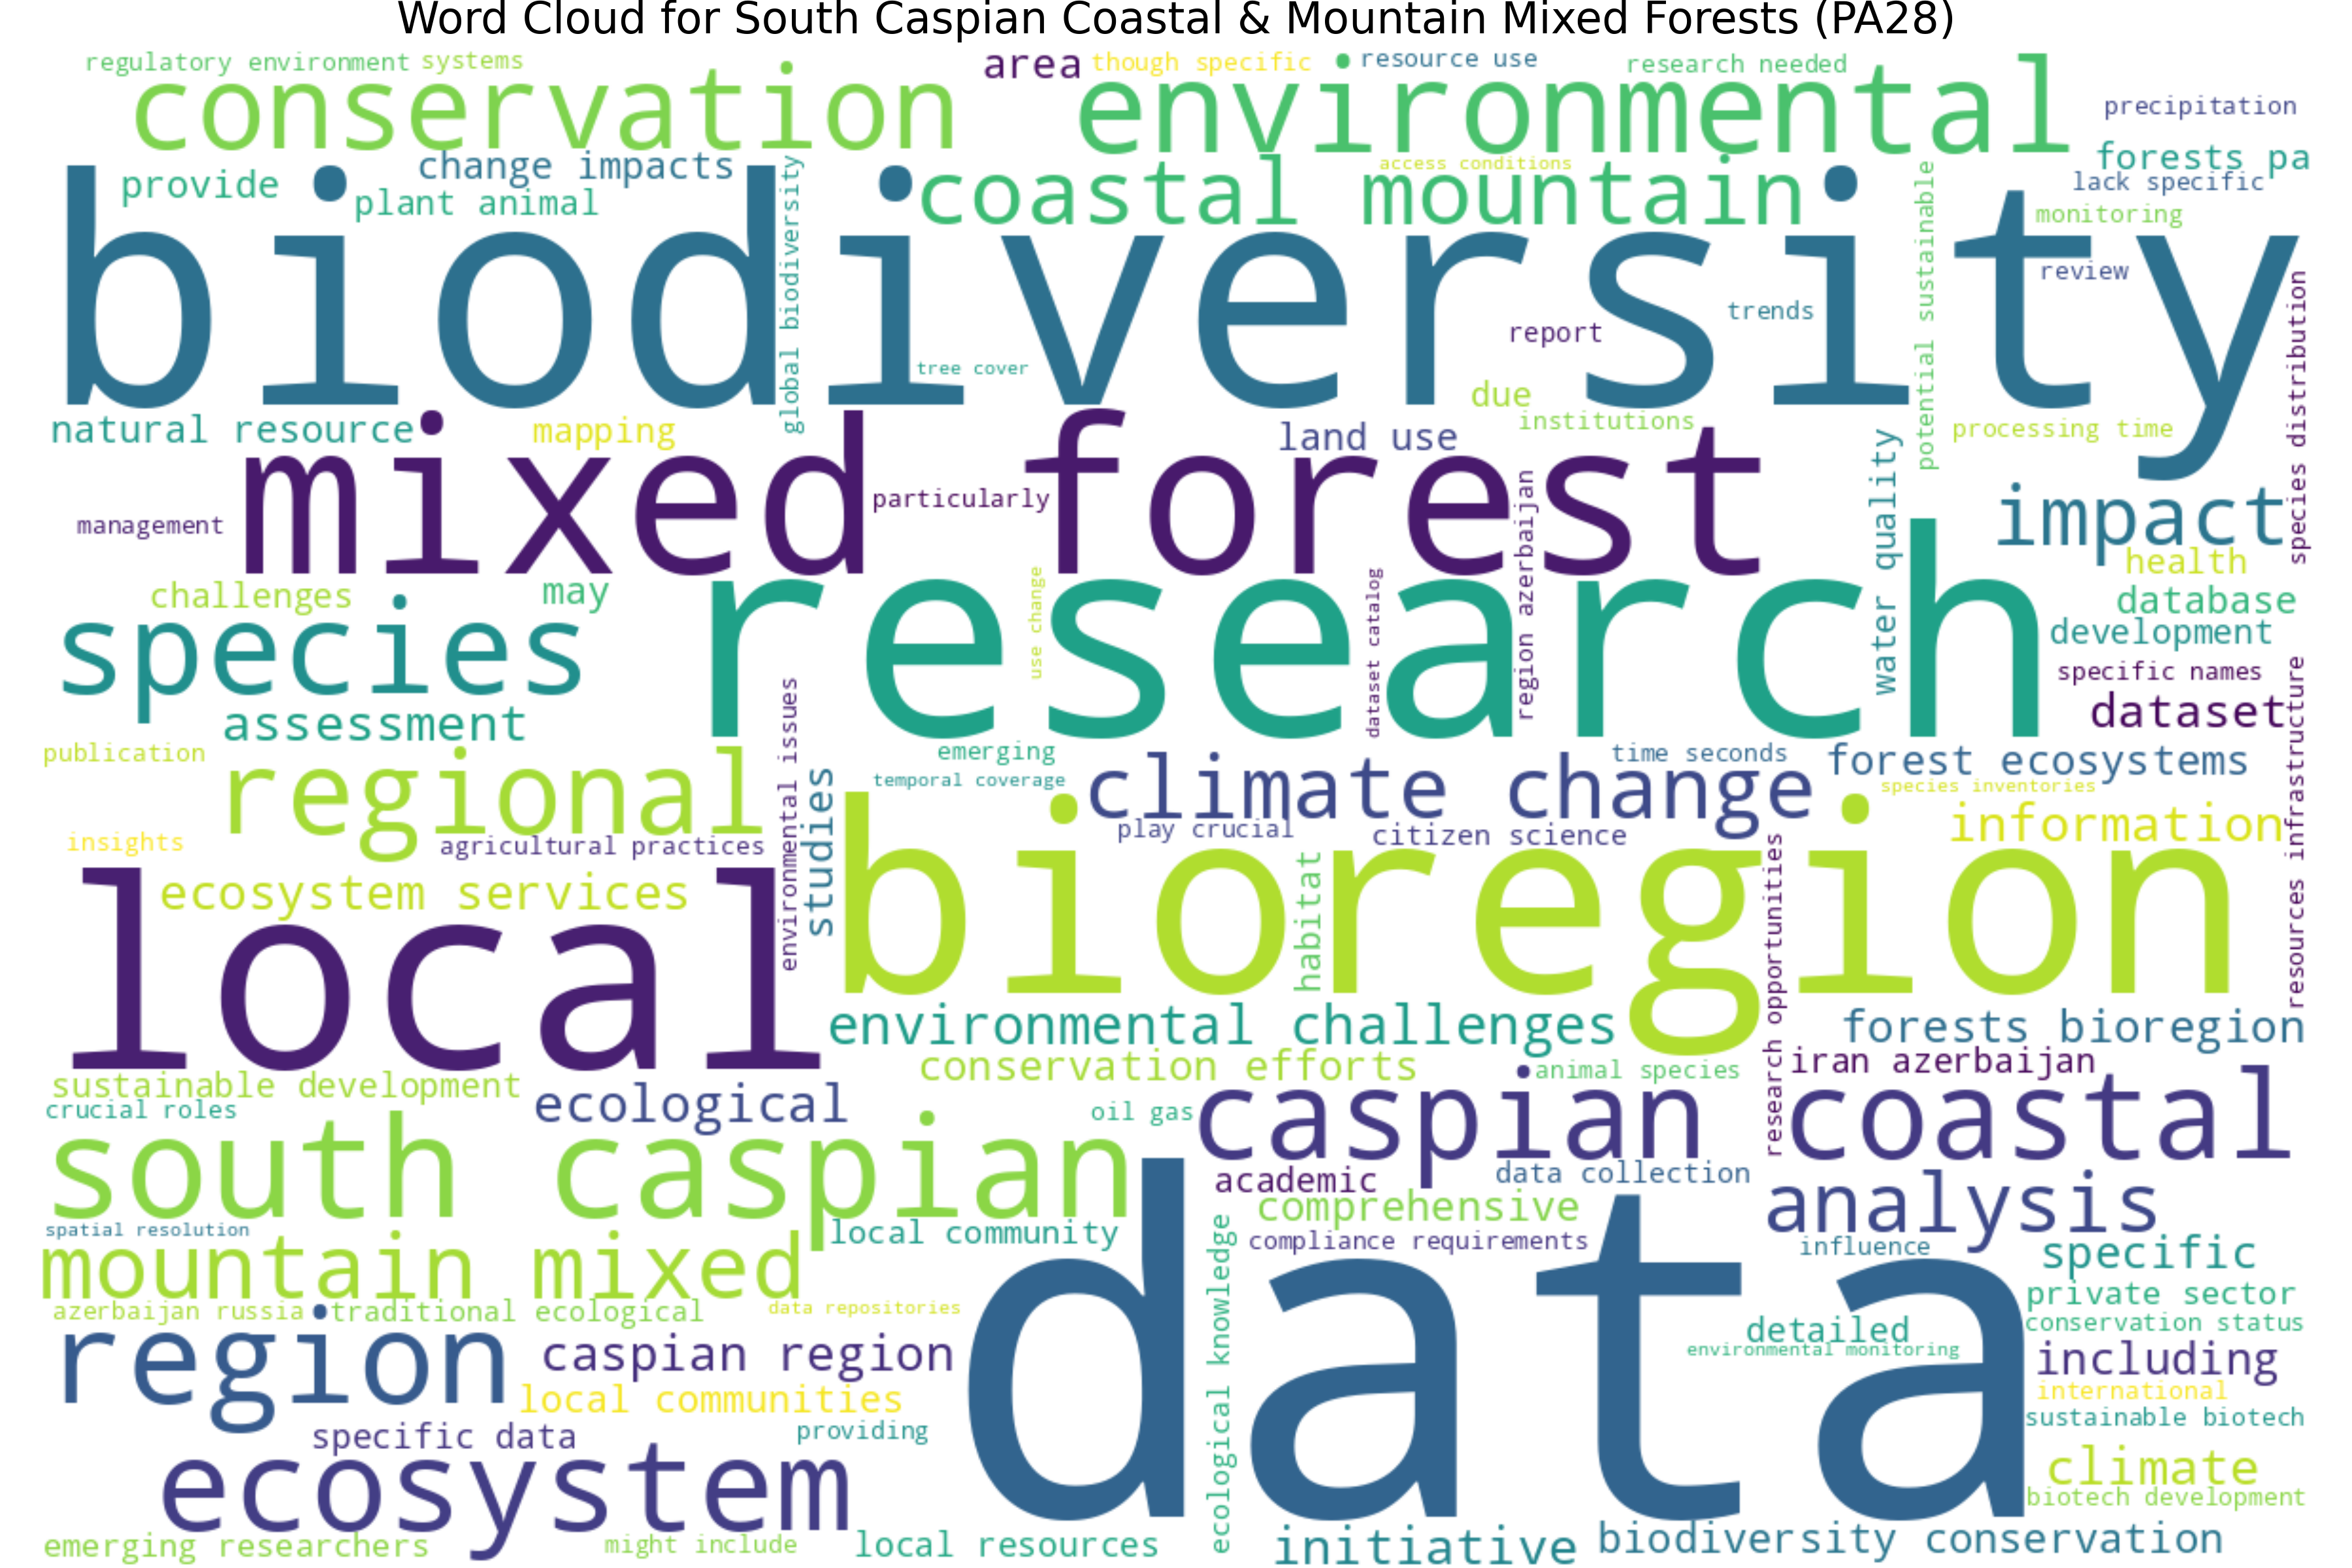 Word Cloud for South Caspian Coastal & Mountain Mixed Forests (PA28)
regulatory environment
systems
conservation
area
though specific
resource use
research needed
environmental
precipitation
change impacts
provide
plant animal
global biodiversity
coastal mountain
access conditions
forests pa
lack specific
potential sustainable
monitoring
biodiversity
review
trends
report
tree cover
due
species distribution
natural resource
mapping
land use
institutions
processing time
mixed forest
particularly
management
region azerbaijan
water quality
impact
health
challenges
may
use change
dataset catalog
database
species
research
development
specific names
assessment
dataset
resources infrastructure
publication
regional
environmental issues
emerging
temporal coverage
climate change
time seconds
forest ecosystems
species inventories
play crucial
citizen science
information
insights
agricultural practices
studies
ecosystem services
local
bioregion
habitat
research opportunities
environmental challenges
forests bioregion
conservation efforts
animal species
iran azerbaijan
sustainable development
crucial roles
ecological
oil gas
caspian
coastal
south caspian
academic
data collection
comprehensive
analysis
spatial resolution
local community
compliance requirements
influence
specific
mountain mixed
ecological knowledge
private sector
azerbaijan russia
traditional ecological
data repositories
data
detailed
environmental monitoring
conservation status
region
caspian region
including
local communities
international
sustainable biotech
specific data
providing
ecosystem
climate
biotech development
emerging researchers
might include
local resources
initiative
biodiversity conservation